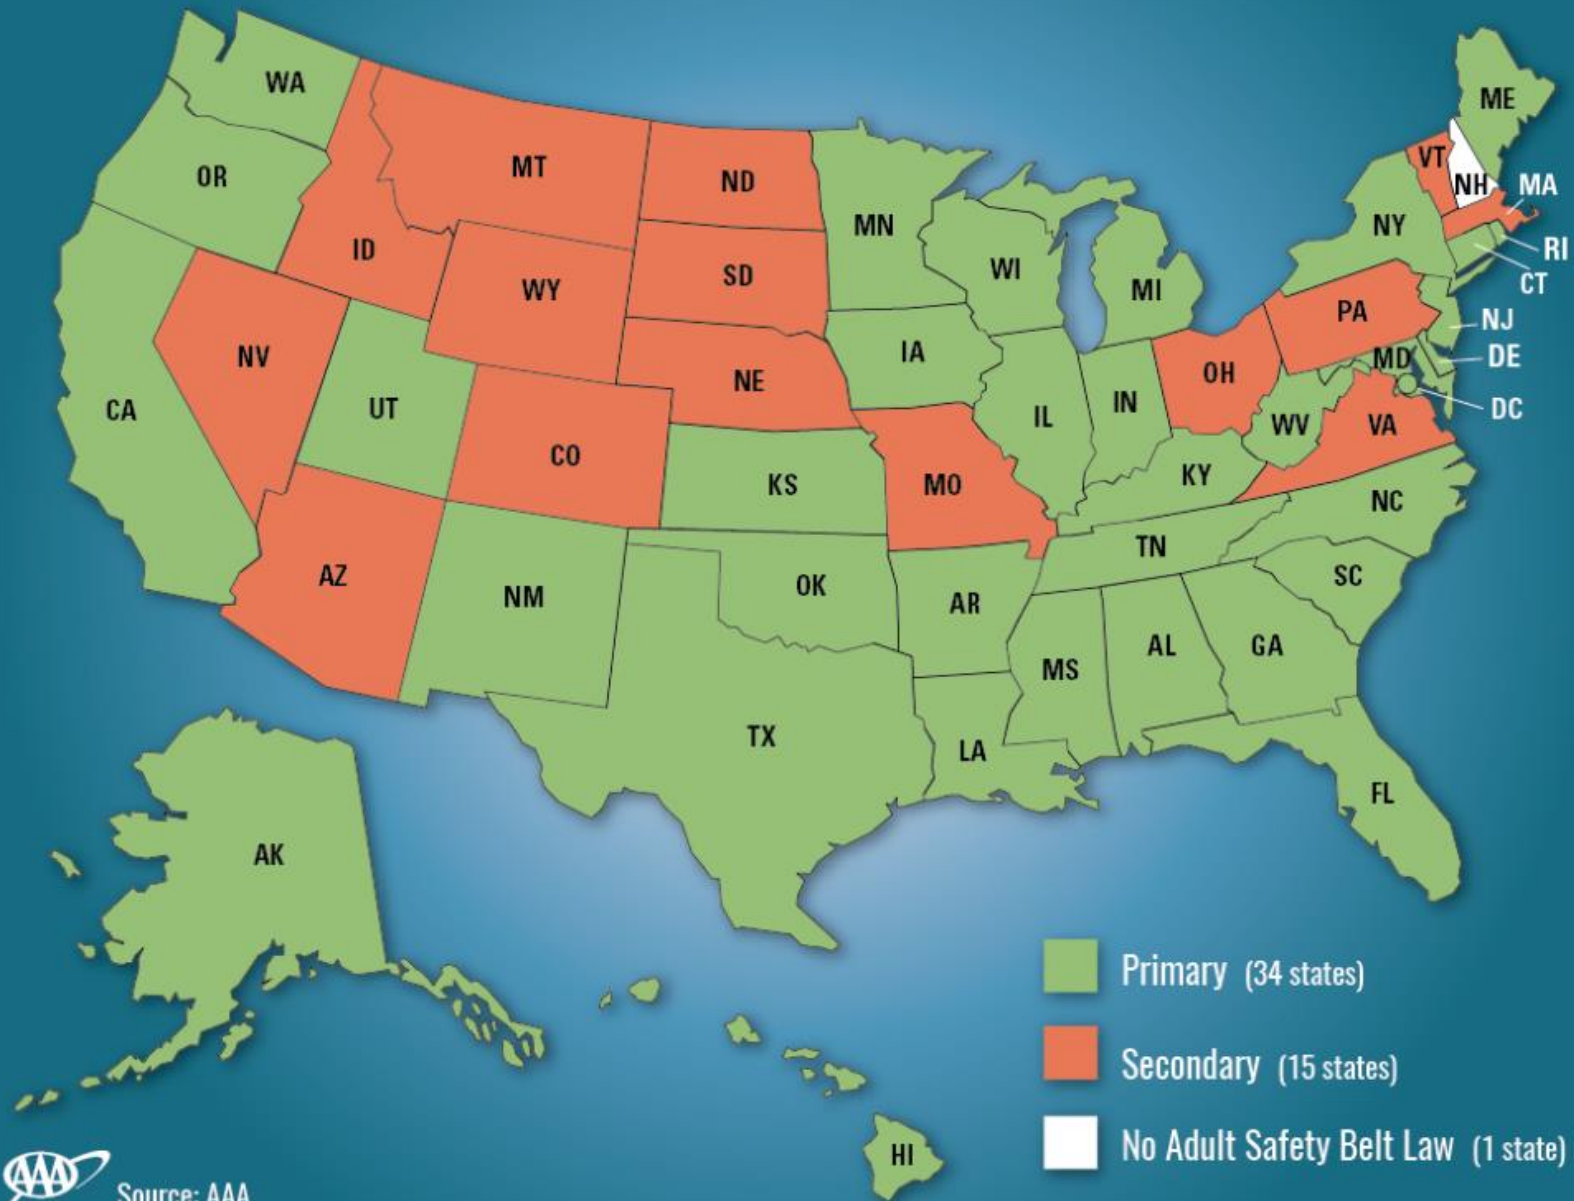 WA
ME
MT
ND
VT
OR
NH
MA
MN
NY
ID
SD
WI
RI
WY
MI
CT
PA
NJ
NV
IA
MD
DE
NE
OH
CA
UT
IN
DC
IL
WV
VA
CO
KS
MO
KY
NC
TN
AZ
OK
SC
NM
AR
AL
GA
MS
TX
LA
FL
AK
Primary (34 states)
Secondary (15 states)
No Adult Safety Belt Law (1 state)
HI
AAA
Source: AAA